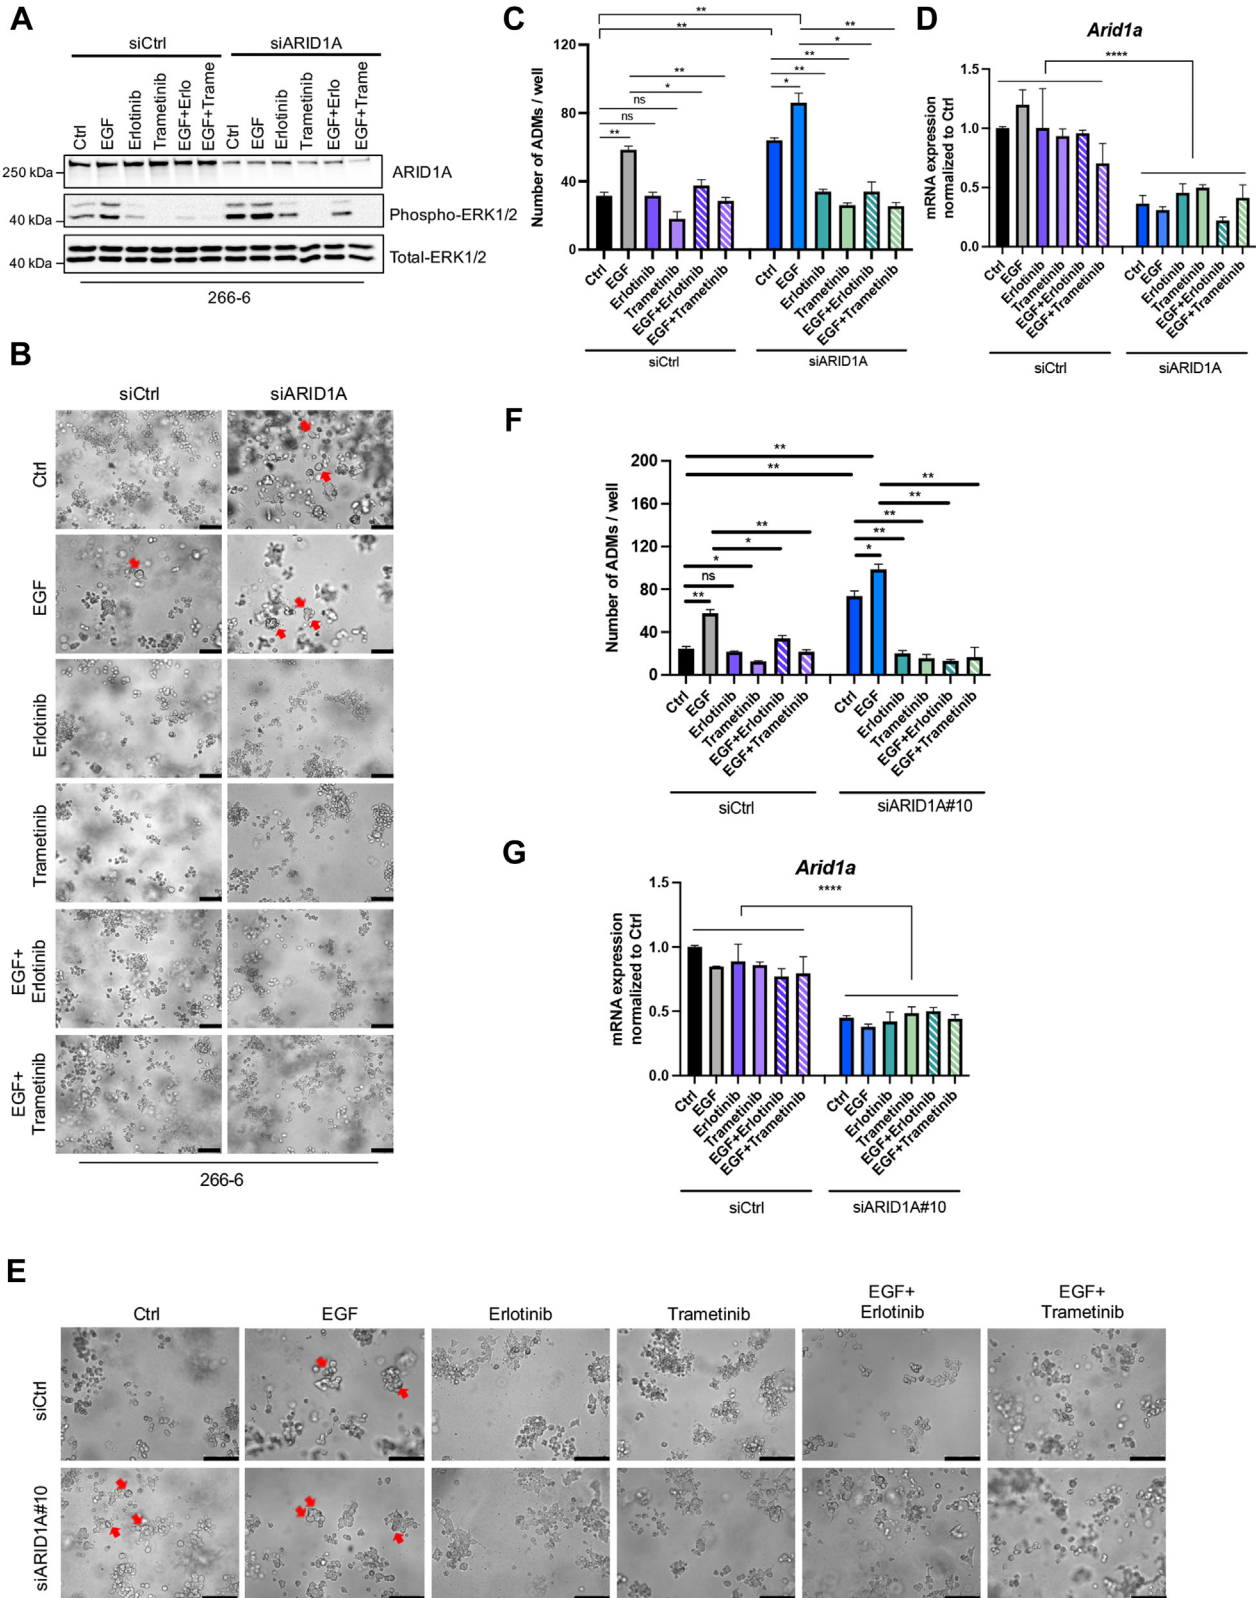 A
siCtrl
siARID1A
Ctrl
EGF
Erlotinib
Trametinib
EGF+Erlo
EGF+Trame
Ctrl
EGF
Erlotinib
Trametinib
EGF+Erlo
EGF+Trame
250 kDa
ARID1A
40 kDa
Phospho-ERK1/2
40 kDa
Total-ERK1/2
266-6
B
siCtrl
siARID1A
Ctrl
EGF
Erlotinib
Trametinib
EGF+
Erlotinib
EGF+
Trametinib
266-6
C
Number of ADMs / well
120
80
40
0
**
**
**
*
ns
ns
**
**
*
**
**
*
Ctrl
EGF
Erlotinib
Trametinib
EGF+Erlotinib
EGF+Trametinib
Ctrl
EGF
Erlotinib
Trametinib
EGF+Erlotinib
EGF+Trametinib
siCtrl
siARID1A
D
Arid1a
****
mRNA expression
normalized to Ctrl
1.5
1.0
0.5
0.0
Ctrl
EGF
Erlotinib
Trametinib
EGF+Erlotinib
EGF+Trametinib
Ctrl
EGF
Erlotinib
Trametinib
EGF+Erlotinib
EGF+Trametinib
siCtrl
siARID1A
F
Number of ADMs / well
200
160
120
80
40
0
**
**
**
*
*
ns
**
**
**
**
**
*
Ctrl
EGF
Erlotinib
Trametinib
EGF+Erlotinib
EGF+Trametinib
Ctrl
EGF
Erlotinib
Trametinib
EGF+Erlotinib
EGF+Trametinib
siCtrl
siARID1A#10
G
Arid1a
****
mRNA expression
normalized to Ctrl
1.5
1.0
0.5
0.0
Ctrl
EGF
Erlotinib
Trametinib
EGF+Erlotinib
EGF+Trametinib
Ctrl
EGF
Erlotinib
Trametinib
EGF+Erlotinib
EGF+Trametinib
siCtrl
siARID1A#10
E
Ctrl
EGF
Erlotinib
Trametinib
EGF+
Erlotinib
EGF+
Trametinib
siCtrl
siARID1A#10